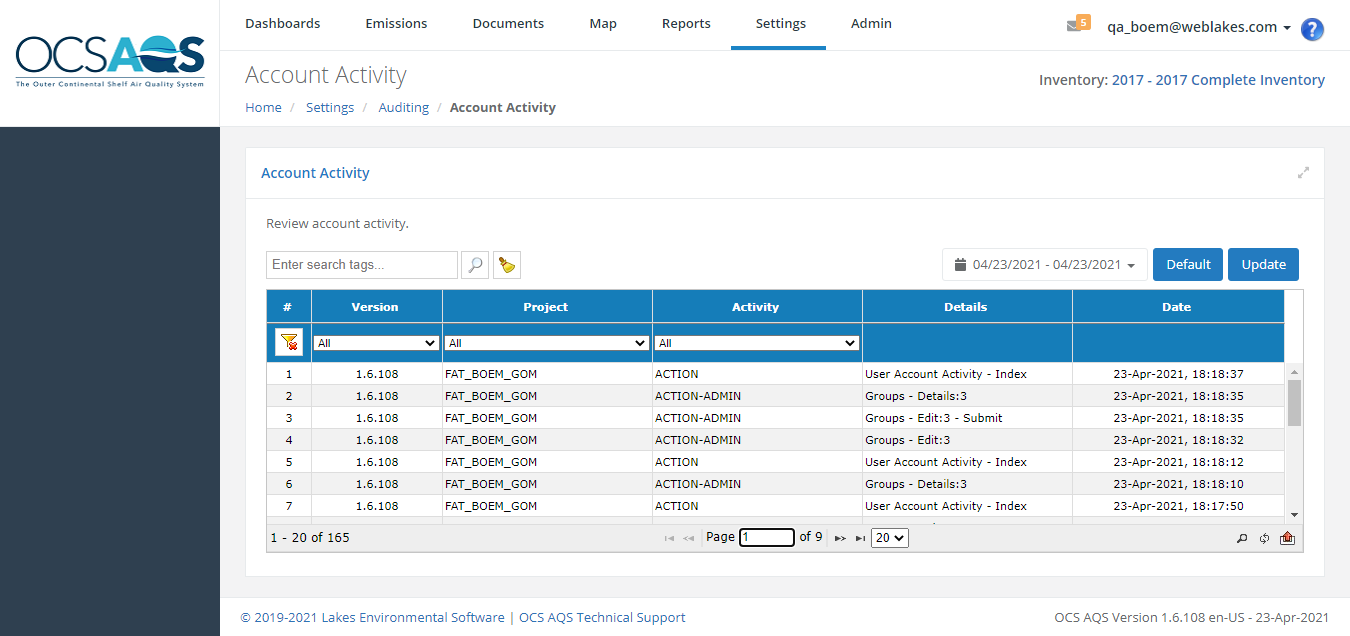 Dashboards Emissions Documents Map Reports Settings Admin 5 qa_boem@weblakes.com ?
OCSAQS
The Outer Continental Shelf Air Quality System
Account Activity
Inventory: 2017 - 2017 Complete Inventory
Home / Settings / Auditing / Account Activity
Account Activity
Review account activity.
Enter search tags... 04/23/2021 - 04/23/2021 Default Update
# Version Project Activity Details Date
All All All
1 1.6.108 FAT_BOEM_GOM ACTION User Account Activity - Index 23-Apr-2021, 18:18:37
2 1.6.108 FAT_BOEM_GOM ACTION-ADMIN Groups - Details:3 23-Apr-2021, 18:18:35
3 1.6.108 FAT_BOEM_GOM ACTION-ADMIN Groups - Edit:3 - Submit 23-Apr-2021, 18:18:35
4 1.6.108 FAT_BOEM_GOM ACTION-ADMIN Groups - Edit:3 23-Apr-2021, 18:18:32
5 1.6.108 FAT_BOEM_GOM ACTION User Account Activity - Index 23-Apr-2021, 18:18:12
6 1.6.108 FAT_BOEM_GOM ACTION-ADMIN Groups - Details:3 23-Apr-2021, 18:18:10
7 1.6.108 FAT_BOEM_GOM ACTION User Account Activity - Index 23-Apr-2021, 18:17:50
1 - 20 of 165 Page 1 of 9 20
© 2019-2021 Lakes Environmental Software | OCS AQS Technical Support OCS AQS Version 1.6.108 en-US - 23-Apr-2021